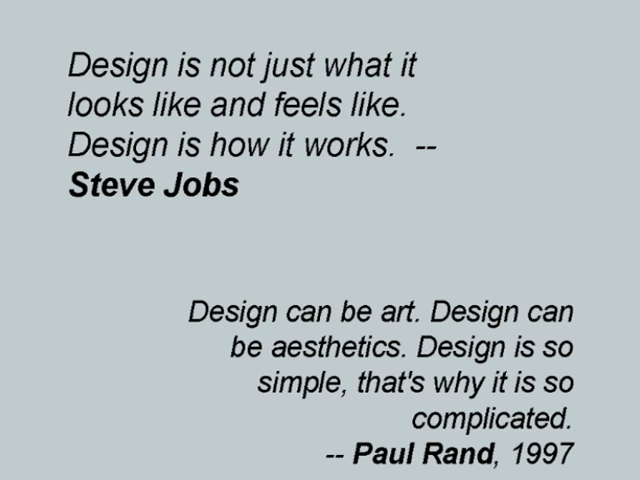 Design is not just what it
looks like and feels like.
Design is how it works.  --
Steve Jobs
Design can be art. Design can
be aesthetics. Design is so
simple, that's why it is so
complicated.
-- Paul Rand, 1997